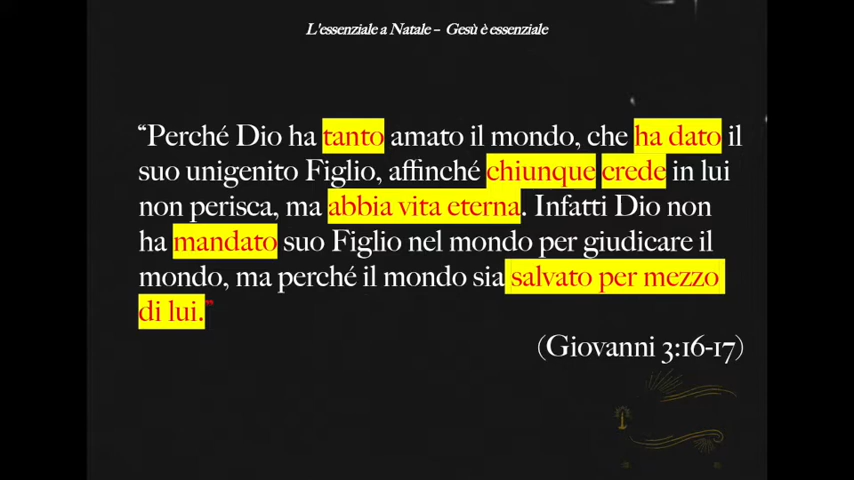 L'essenziale a Natale – Gesù è essenziale
“Perché Dio ha tanto amato il mondo, che ha dato il
suo unigenito Figlio, affinché chiunque crede in lui
non perisca, ma abbia vita eterna. Infatti Dio non
ha mandato suo Figlio nel mondo per giudicare il
mondo, ma perché il mondo sia salvato per mezzo
di lui.”
(Giovanni 3:16-17)